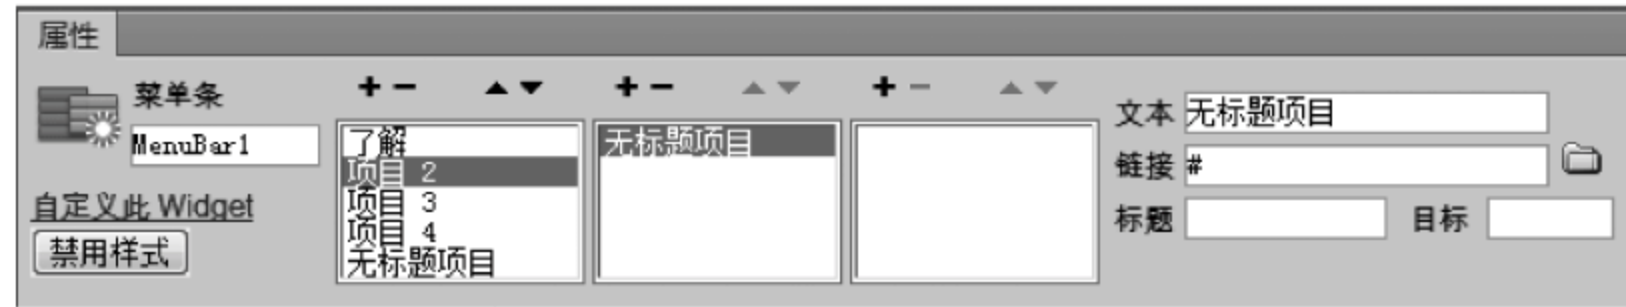 属性
菜单条
MenuBar1
自定义此 Widget
禁用样式
了解
项目 2
项目 3
项目 4
无标题项目
无标题项目
文本 无标题项目
链接 #
标题
目标